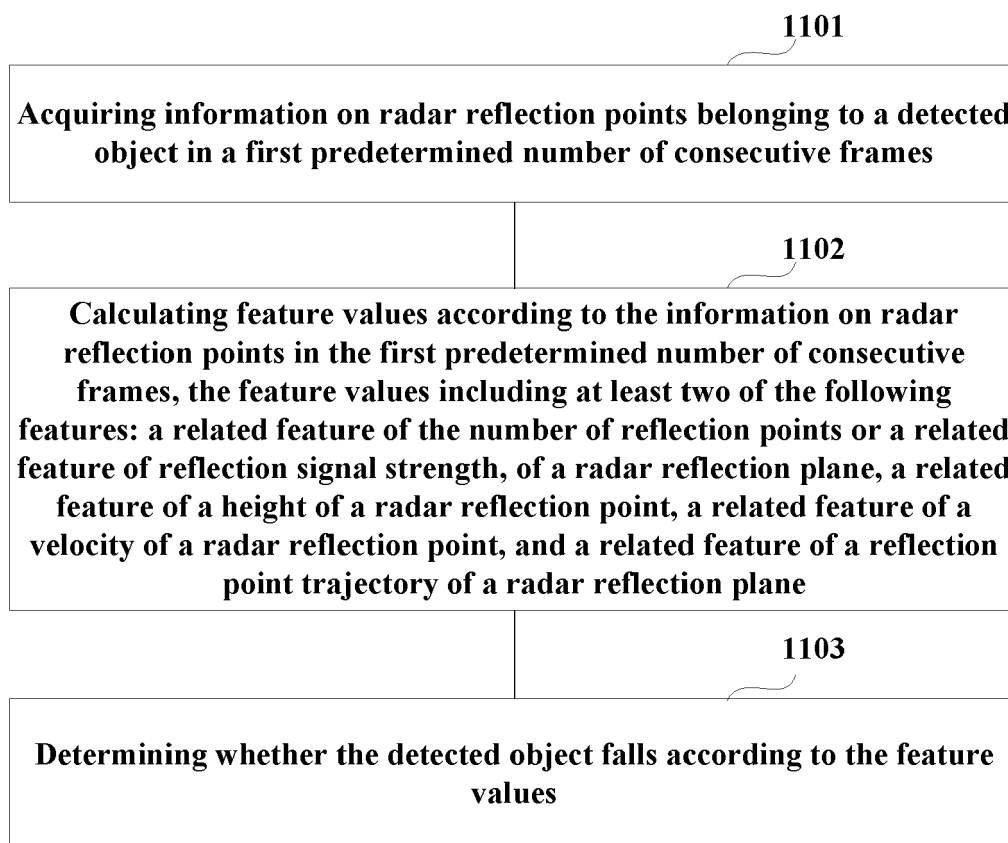 1101
Acquiring information on radar reflection points belonging to a detected
object in a first predetermined number of consecutive frames
1102
Calculating feature values according to the information on radar
reflection points in the first predetermined number of consecutive
frames, the feature values including at least two of the following
features: a related feature of the number of reflection points or a related
feature of reflection signal strength, of a radar reflection plane, a related
feature of a height of a radar reflection point, a related feature of a
velocity of a radar reflection point, and a related feature of a reflection
point trajectory of a radar reflection plane
1103
Determining whether the detected object falls according to the feature
values